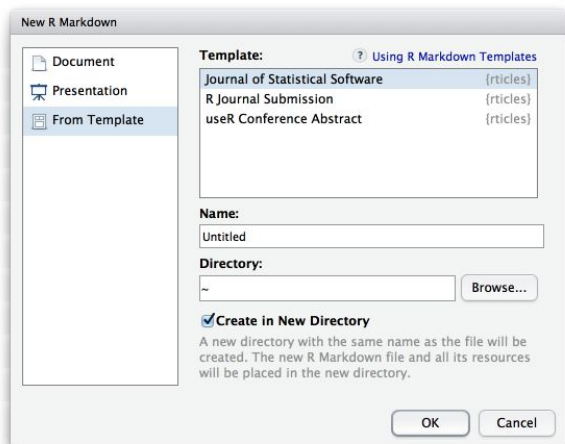 New R Markdown
Document
Presentation
From Template
Template:
? Using R Markdown Templates
Journal of Statistical Software {rticles}
R Journal Submission {rticles}
useR Conference Abstract {rticles}
Name:
Untitled
Directory:
~
Browse...
Create in New Directory
A new directory with the same name as the file will be
created. The new R Markdown file and all its resources
will be placed in the new directory.
OK
Cancel